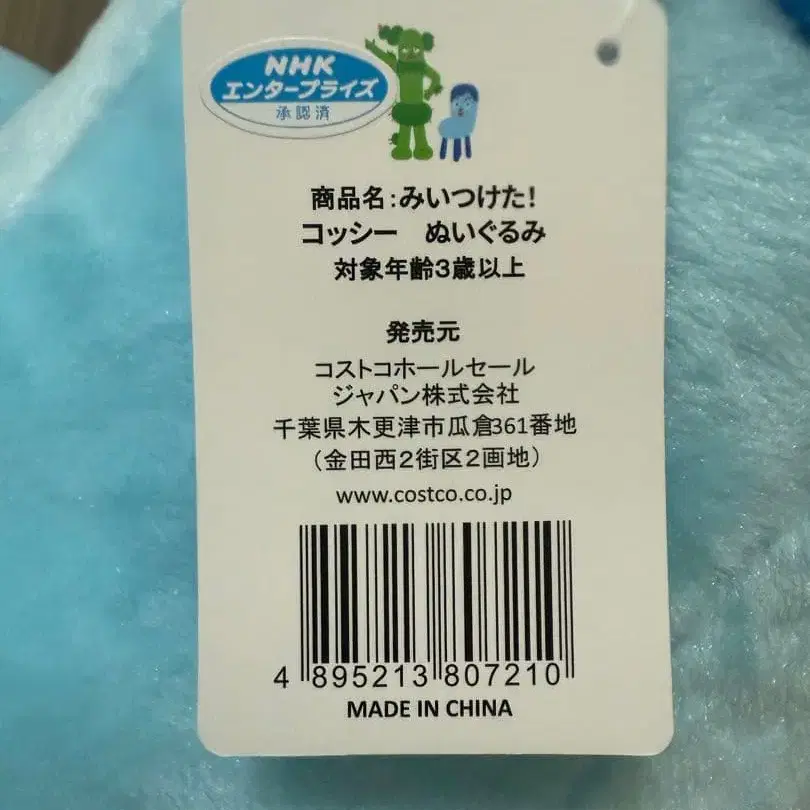 NHK
エンタープライズ
承認済
商品名:みいつけた!
コッシー　ぬいぐるみ
対象年齢3歳以上
発売元
コストコホールセール
ジャパン株式会社
千葉県木更津市瓜倉361番地
（金田西２街区２画地）
www.costco.co.jp
4 895213 807210
MADE IN CHINA